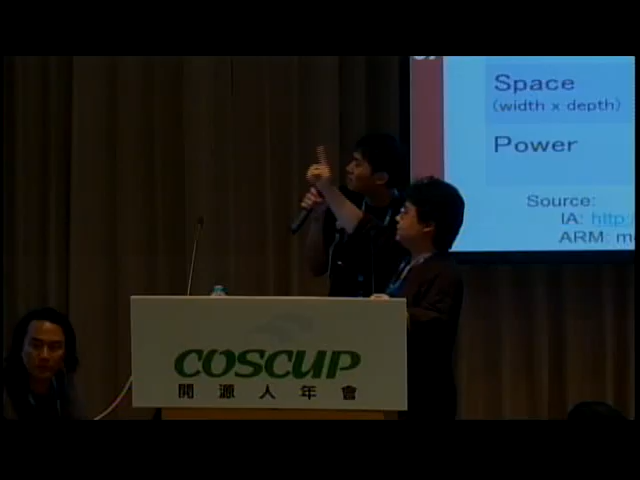 Space
(width x depth)
Power
Source:
IA: http:
ARM: m
COSCUP
開源人年會